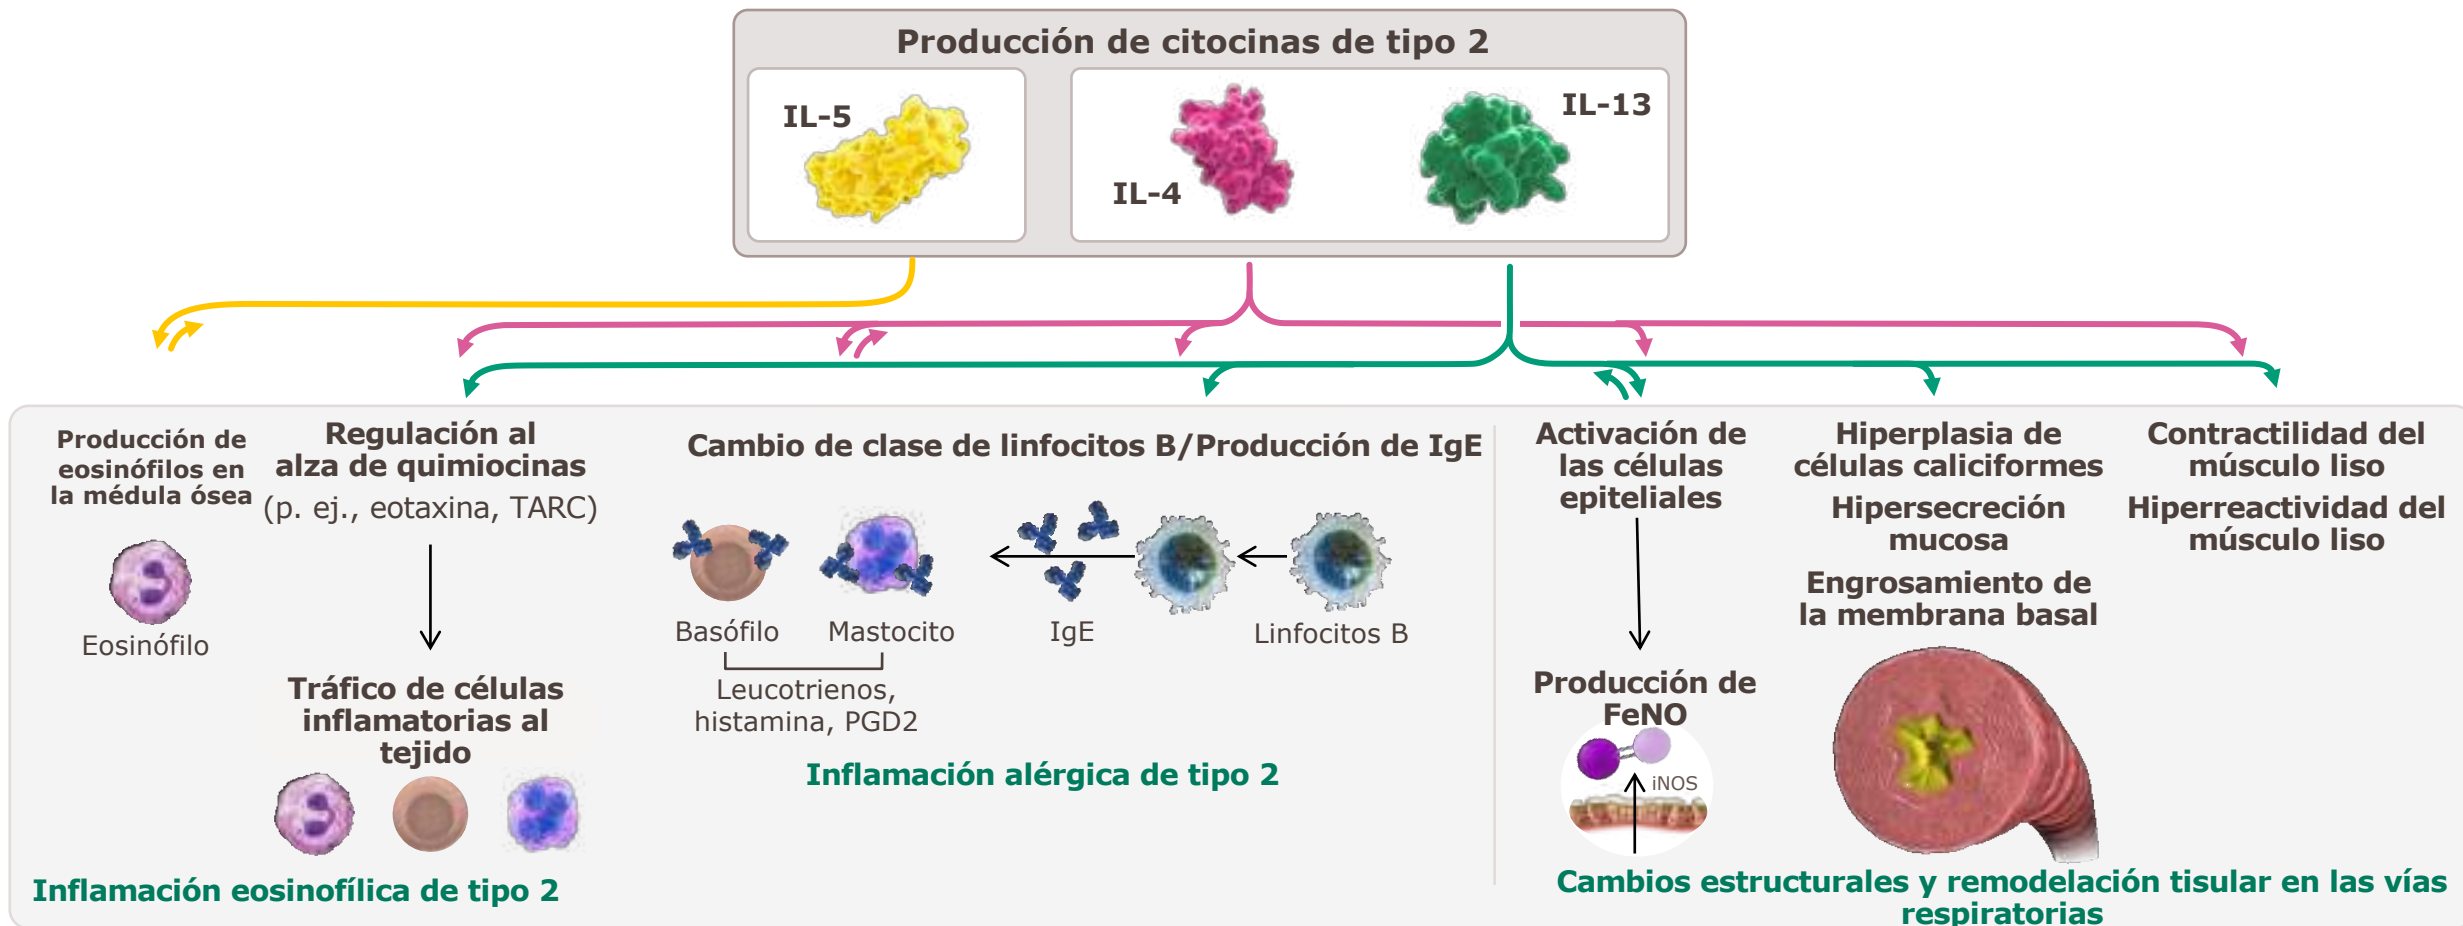 Producción de citocinas de tipo 2
IL-5
IL-4
IL-13
Producción de
eosinófilos en
la médula ósea
Eosinófilo
Regulación al
alza de quimiocinas
(p. ej., eotaxina, TARC)
Tráfico de células
inflamatorias al
tejido
Inflamación eosinofílica de tipo 2
Cambio de clase de linfocitos B/Producción de IgE
Basófilo
Mastocito
IgE
Linfocitos B
Leucotrienos,
histamina, PGD2
Inflamación alérgica de tipo 2
Activación de
las células
epiteliales
Producción de
FeNO
iNOS
Hiperplasia de
células caliciformes
Hipersecreción
mucosa
Engrosamiento de
la membrana basal
Contractilidad del
músculo liso
Hiperreactividad del
músculo liso
Cambios estructurales y remodelación tisular en las vías
respiratorias